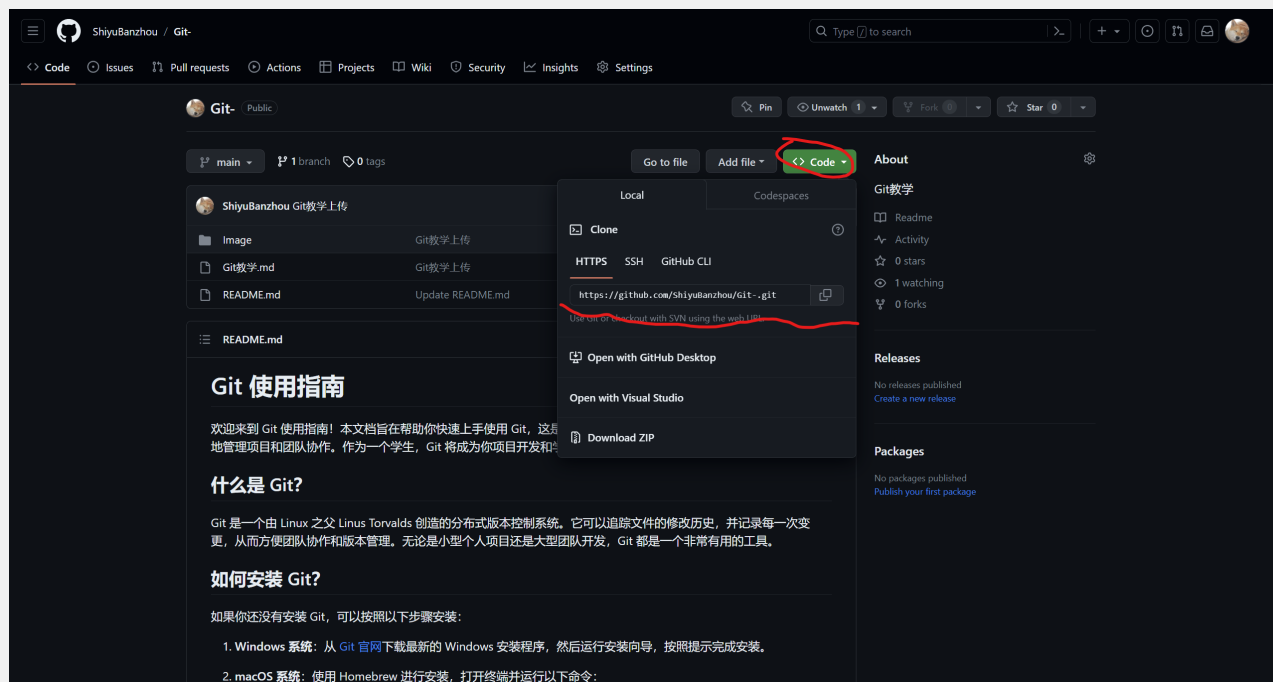 ShiyuBanzhou / Git-
Type / to search
Code
Issues
Pull requests
Actions
Projects
Wiki
Security
Insights
Settings
Git- Public
Pin
Unwatch 1
Fork 0
Star 0
main
1 branch
0 tags
Go to file
Add file
<> Code
ShiyuBanzhou Git教学上传
Image Git教学上传
Git教学.md Git教学上传
README.md Update README.md
Local
Codespaces
Clone
HTTPS
SSH
GitHub CLI
https://github.com/ShiyuBanzhou/Git-.git
Use Git or checkout with SVN using the web URL.
Open with GitHub Desktop
Open with Visual Studio
Download ZIP
About
Git教学
Readme
Activity
0 stars
1 watching
0 forks
Releases
No releases published
Create a new release
Packages
No packages published
Publish your first package
README.md
Git 使用指南
欢迎来到 Git 使用指南！本文档旨在帮助你快速上手使用 Git，这是
地管理项目和团队协作。作为一个学生，Git 将成为你项目开发和
什么是 Git?
Git 是一个由 Linux 之父 Linus Torvalds 创造的分布式版本控制系统。它可以追踪文件的修改历史，并记录每一次变
更，从而方便团队协作和版本管理。无论是小型个人项目还是大型团队开发，Git 都是一个非常有用的工具。
如何安装 Git?
如果你还没有安装 Git，可以按照以下步骤安装：
1. Windows 系统：从 Git 官网下载最新的 Windows 安装程序，然后运行安装向导，按照提示完成安装。
2. macOS 系统：使用 Homebrew 进行安装，打开终端并运行以下命令：